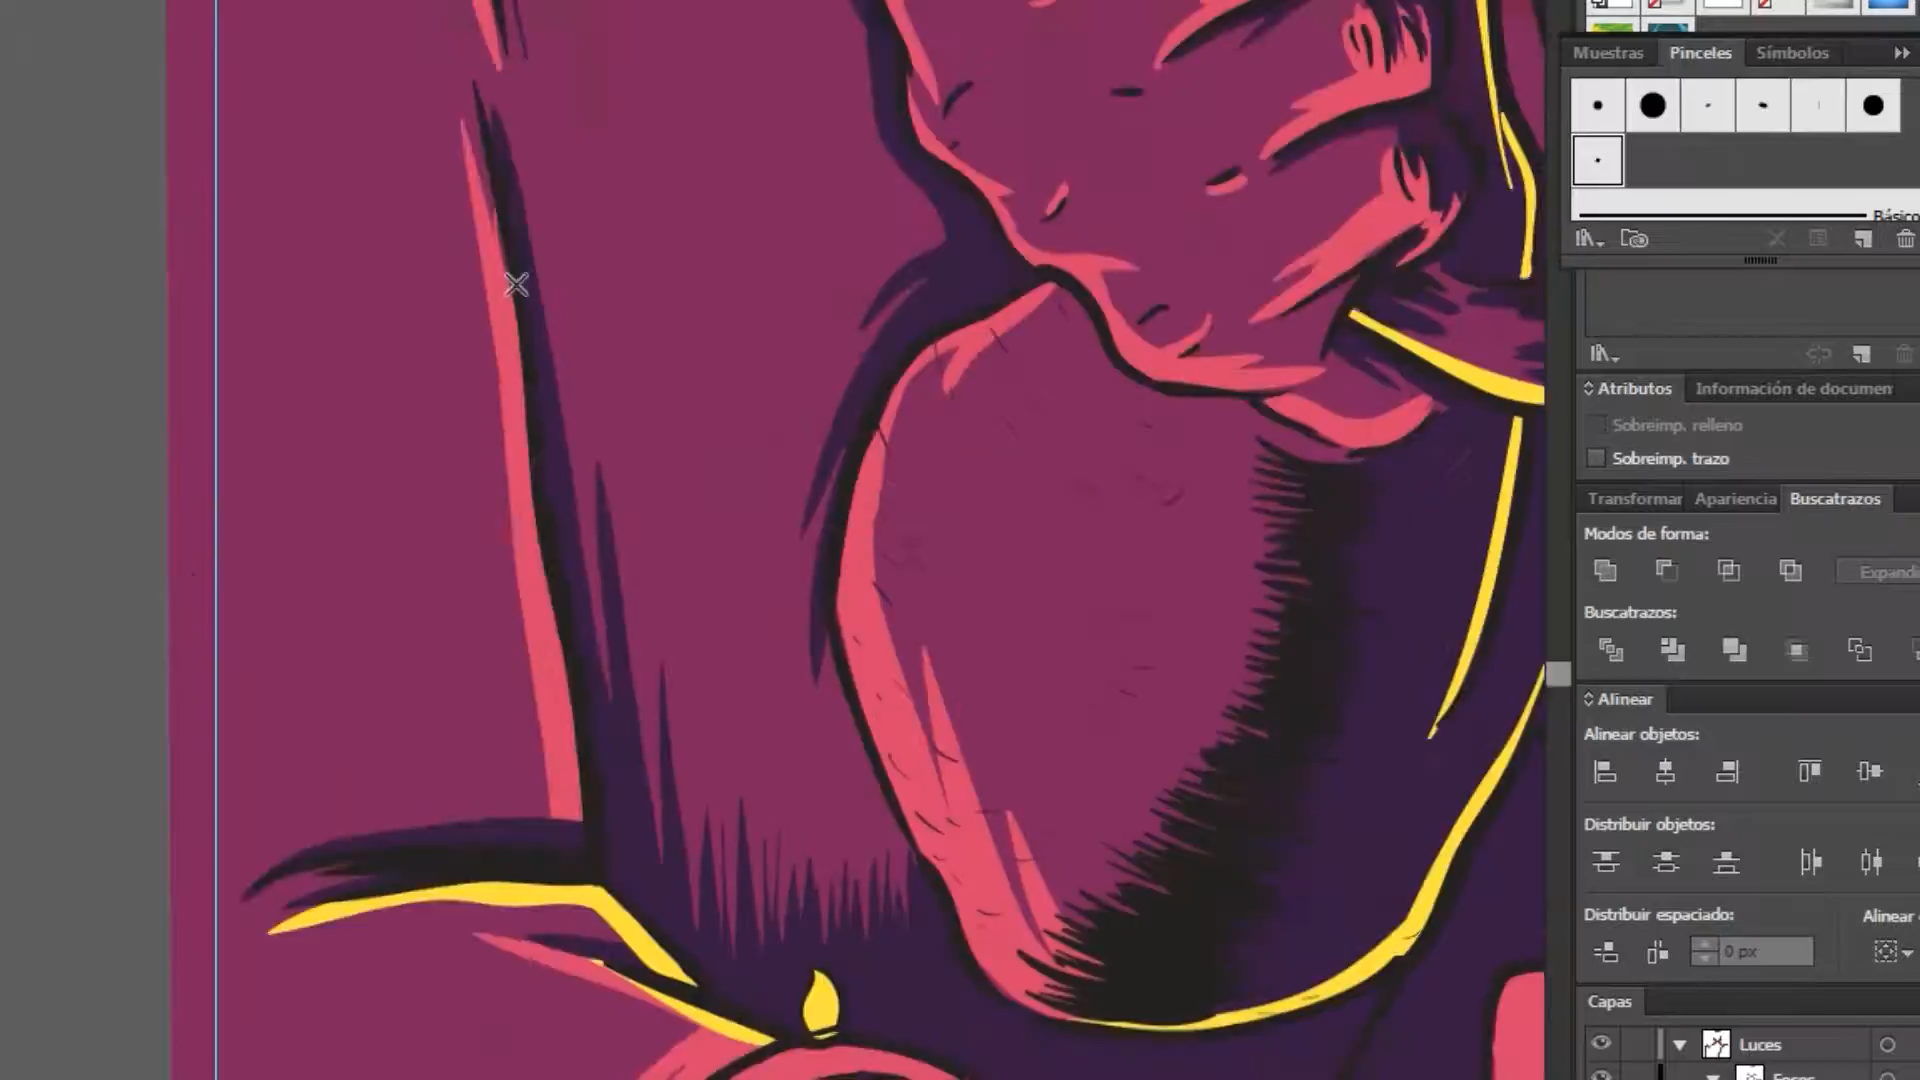 Muestras Pinceles Símbolos
Básico
Atributos Información de documen
Sobreimp. relleno
Sobreimp. trazo
Transformar Apariencia Buscatrazos
Modos de forma:
Expandi
Buscatrazos:
Alinear
Alinear objetos:
Distribuir objetos:
Distribuir espaciado: Alinear
0 px
Capas
Luces